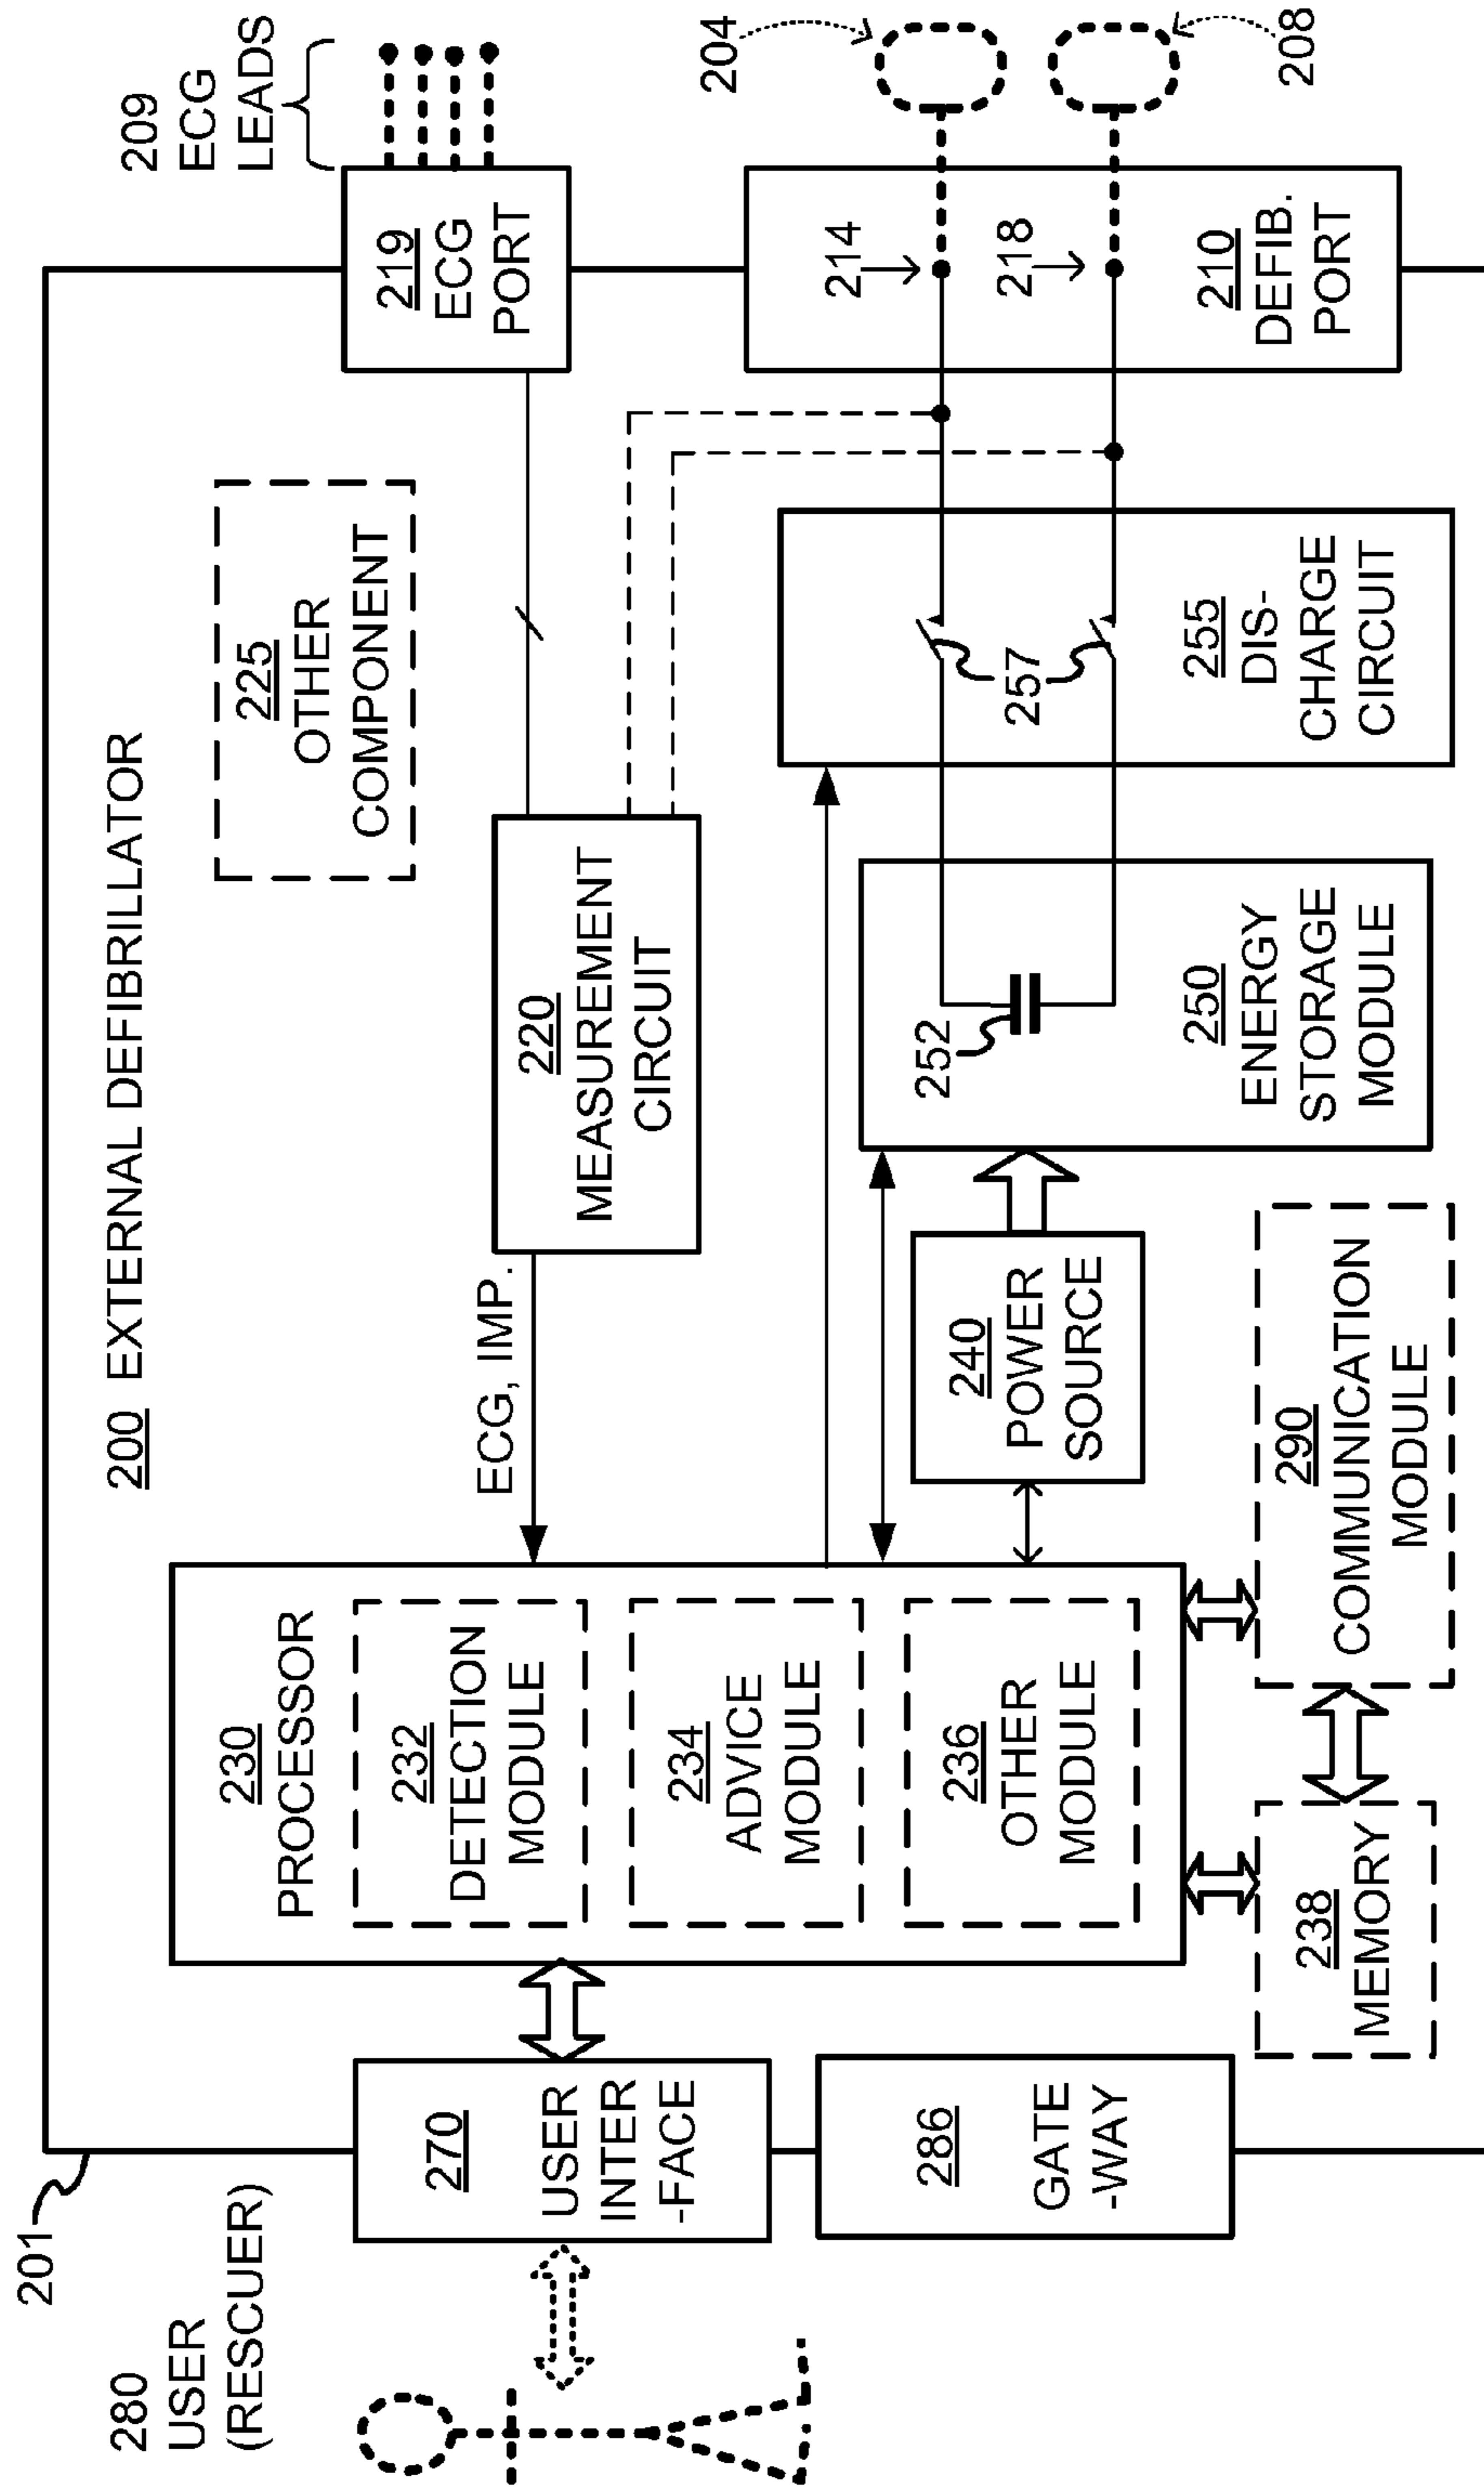 280
USER
(RESCUER)
201
200 EXTERNAL DEFIBRILLATOR
209
ECG
LEADS
225
OTHER
COMPONENT
219
ECG
PORT
230
PROCESSOR
232
DETECTION
MODULE
234
ADVICE
MODULE
236
OTHER
MODULE
270
USER
INTER
-FACE
286
GATE
-WAY
ECG, IMP.
220
MEASUREMENT
CIRCUIT
204
208
214
218
210
DEFIB.
PORT
257
255
DIS-
CHARGE
CIRCUIT
252
250
ENERGY
STORAGE
MODULE
240
POWER
SOURCE
238
MEMORY
290
COMMUNICATION
MODULE